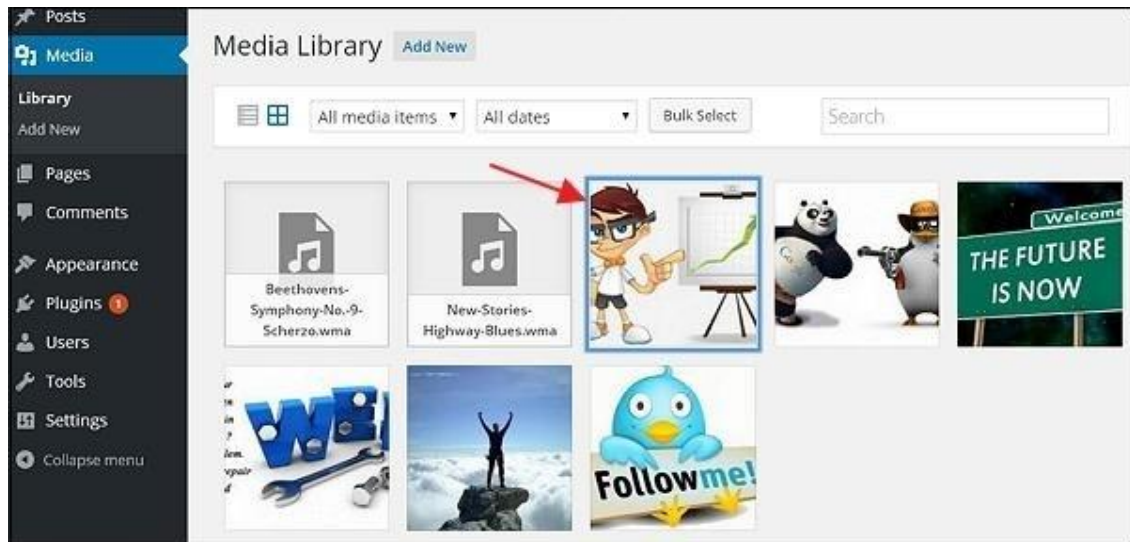 Posts
Media
Library
Add New
Pages
Comments
Appearance
Plugins 1
Users
Tools
Settings
Collapse menu
Media Library Add New
All media items All dates Bulk Select Search
Beethovens-
Symphony-No.-9-
Scherzo.wma
New-Stories-
Highway-Blues.wma
Welcome
THE FUTURE
IS NOW
in
?
WE
Followme!